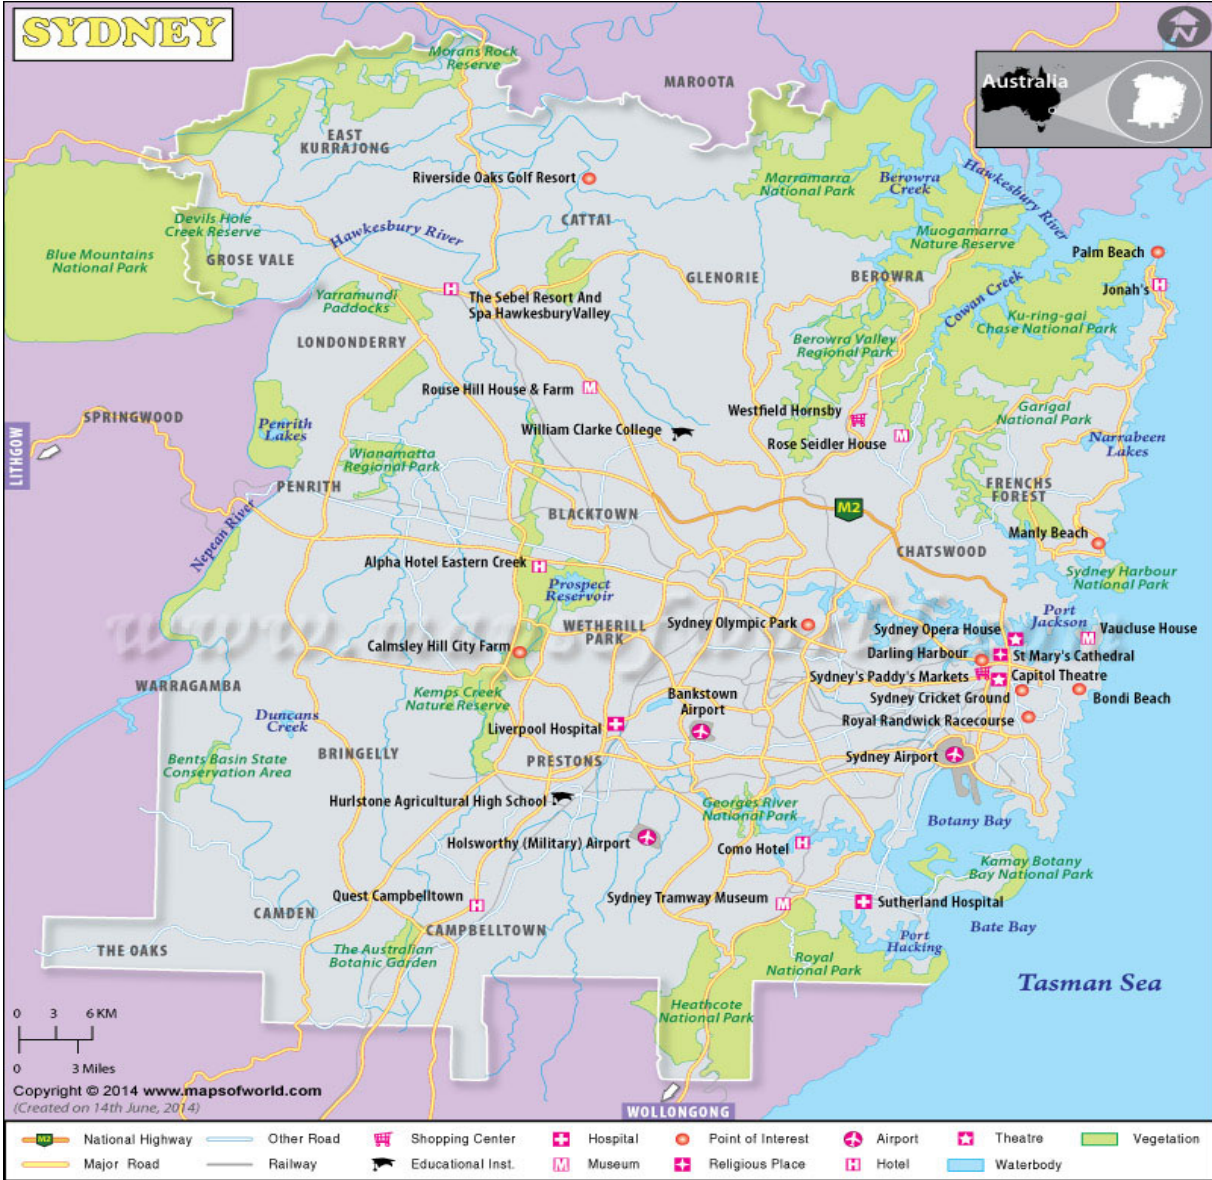 SYDNEY
N
Australia
Morans Rock
Reserve
MAROOTA
EAST
KURRAJONG
Riverside Oaks Golf Resort
Marramarra
National Park
Berowra
Creek
Hawkesbury River
Devils Hole
Creek Reserve
CATTAI
Hawkesbury River
Muogamarra
Nature Reserve
Blue Mountains
National Park
GROSE VALE
Palm Beach
GLENORIE
BEROWRA
Jonah's
Yarramundi
Paddocks
The Sebel Resort And
Spa HawkesburyValley
Cowan Creek
Ku-ring-gai
Chase National Park
LONDONDERRY
Berowra Valley
Regional Park
Rouse Hill House & Farm
SPRINGWOOD
Penrith
Lakes
William Clarke College
Westfield Hornsby
Rose Seidler House
Garigal
National Park
Narrabeen
Lakes
LITHGOW
Wianamatta
Regional Park
PENRITH
FRENCHS
FOREST
BLACKTOWN
M2
Nepean River
Manly Beach
CHATSWOOD
Alpha Hotel Eastern Creek
Prospect
Reservoir
Sydney Harbour
National Park
WETHERILL
PARK
Sydney Olympic Park
Port
Jackson
Sydney Opera House
Vaucluse House
Calmsley Hill City Farm
Darling Harbour
St Mary's Cathedral
WARRAGAMBA
Kemps Creek
Nature Reserve
Bankstown
Airport
Sydney's Paddy's Markets
Capitol Theatre
Sydney Cricket Ground
Bondi Beach
Duncans
Creek
Liverpool Hospital
Royal Randwick Racecourse
BRINGELLY
Bents Basin State
Conservation Area
PRESTONS
Sydney Airport
Hurlstone Agricultural High School
Georges River
National Park
Botany Bay
Holsworthy (Military) Airport
Como Hotel
Kamay Botany
Bay National Park
Quest Campbelltown
Sydney Tramway Museum
Sutherland Hospital
CAMDEN
CAMPBELLTOWN
Port
Hacking
Bate Bay
THE OAKS
The Australian
Botanic Garden
Royal
National Park
Tasman Sea
Heathcote
National Park
0 3 6 KM
0 3 Miles
Copyright © 2014 www.mapsofworld.com
(Created on 14th June, 2014)
WOLLONGONG
M2 National Highway
Other Road
Shopping Center
Hospital
Point of Interest
Airport
Theatre
Vegetation
Major Road
Railway
Educational Inst.
M Museum
Religious Place
H Hotel
Waterbody